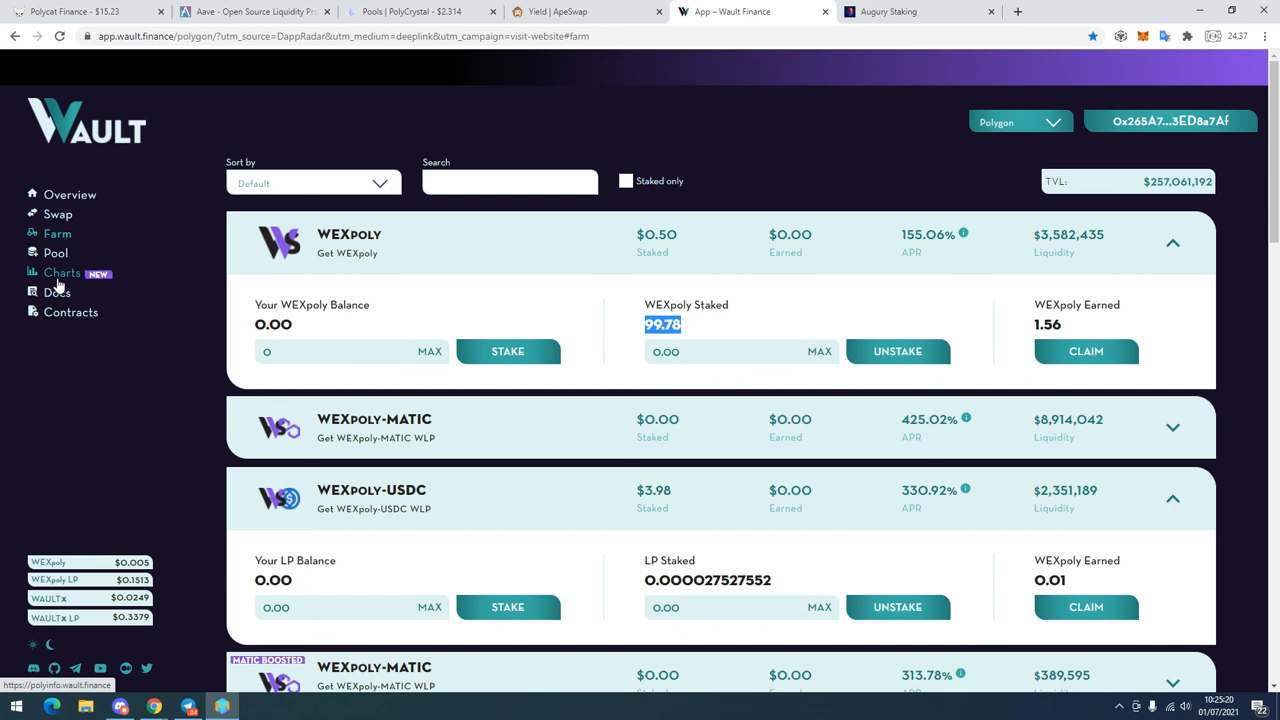 Polycat Finance - $15.23
Aave - Open Source Liquidity Pr
Pools | PolyCrystal - $2.314
Yield | ApeSwap
App – Wault Finance
Augury Staking
app.wault.finance/polygon/?utm_source=DappRadar&utm_medium=deeplink&utm_campaign=visit-website#farm
24.37
WAULT
Polygon
0x265A7...3ED8a7Af
Sort by
Default
Search
Staked only
TVL: $257,061,192
Overview
Swap
Farm
Pool
Charts NEW
Docs
Contracts
WEXpoly
Get WEXpoly
$0.50
Staked
$0.00
Earned
155.06%
APR
$3,582,435
Liquidity
Your WEXpoly Balance
0.00
0 MAX STAKE
WEXpoly Staked
99.78
0.00 MAX UNSTAKE
WEXpoly Earned
1.56
CLAIM
WEXpoly-MATIC
Get WEXpoly-MATIC WLP
$0.00
Staked
$0.00
Earned
425.02%
APR
$8,914,042
Liquidity
WEXpoly-USDC
Get WEXpoly-USDC WLP
$3.98
Staked
$0.00
Earned
330.92%
APR
$2,351,189
Liquidity
Your LP Balance
0.00
0.00 MAX STAKE
LP Staked
0.000027527552
0.00 MAX UNSTAKE
WEXpoly Earned
0.01
CLAIM
MATIC BOOSTED
WEXpoly-MATIC
Get WEXpoly-MATIC WLP
$0.00
Staked
$0.00
Earned
313.78%
APR
$389,595
Liquidity
WEXpoly $0.005
WEXpoly LP $0.1513
WAULTx $0.0249
WAULTx LP $0.3379
https://polyinfo.wault.finance
10:25:20
01/07/2021
22